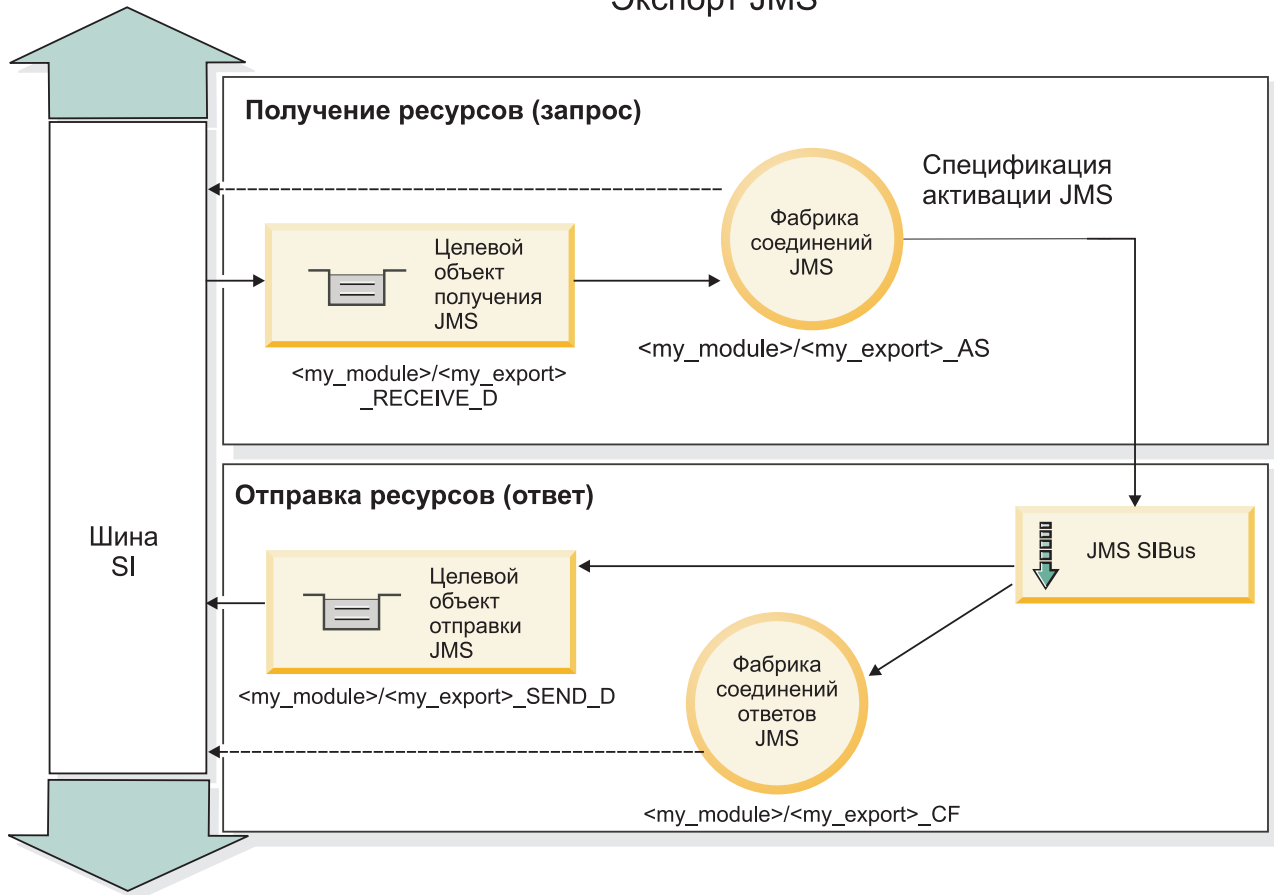 Экспорт JMS
Получение ресурсов (запрос)
Спецификация
активации JMS
Фабрика
соединений
JMS
Целевой
объект
получения
JMS
<my_module>/<my_export>_AS
<my_module>/<my_export>
_RECEIVE_D
Отправка ресурсов (ответ)
Шина
SI
JMS SIBus
Целевой
объект
отправки
JMS
Фабрика
соединений
ответов
JMS
<my_module>/<my_export>_SEND_D
<my_module>/<my_export>_CF